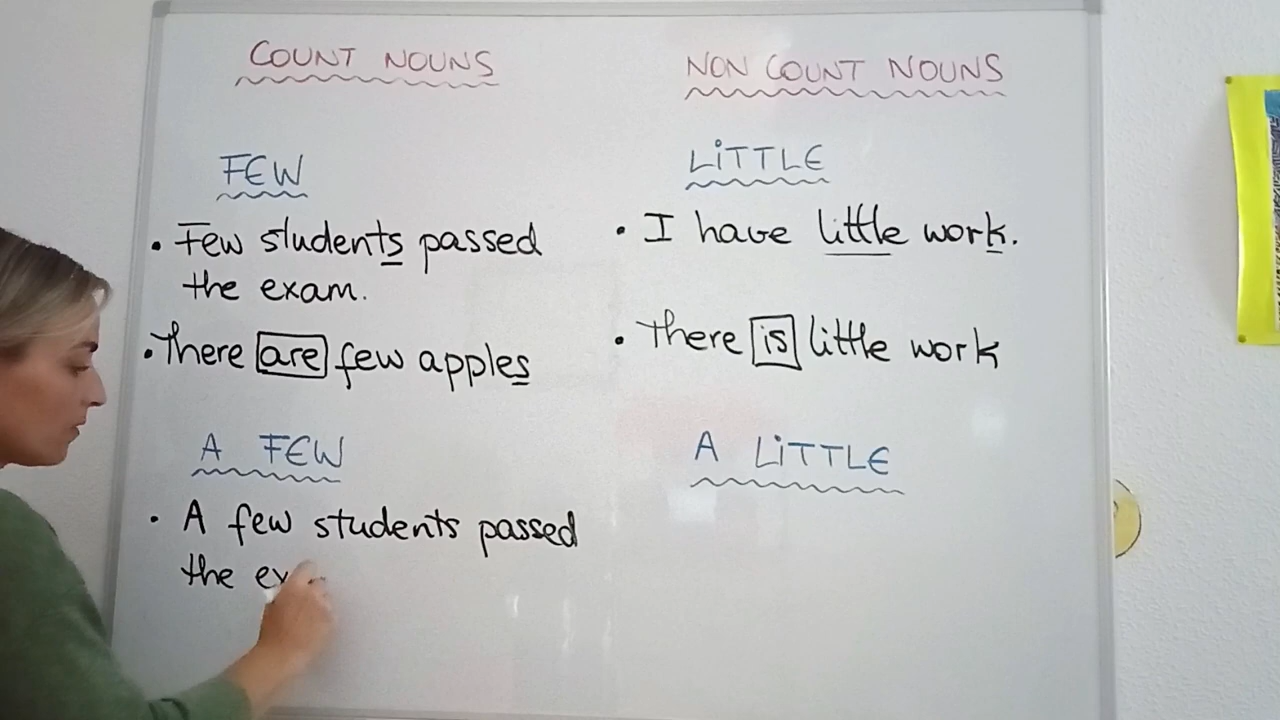 COUNT NOUNS
FEW
• Few students passed
the exam.
• There are few apples
A FEW
• A few students passed
the ex
NON COUNT NOUNS
LiTTLE
• I have little work.
• There is little work
A LiTTLE